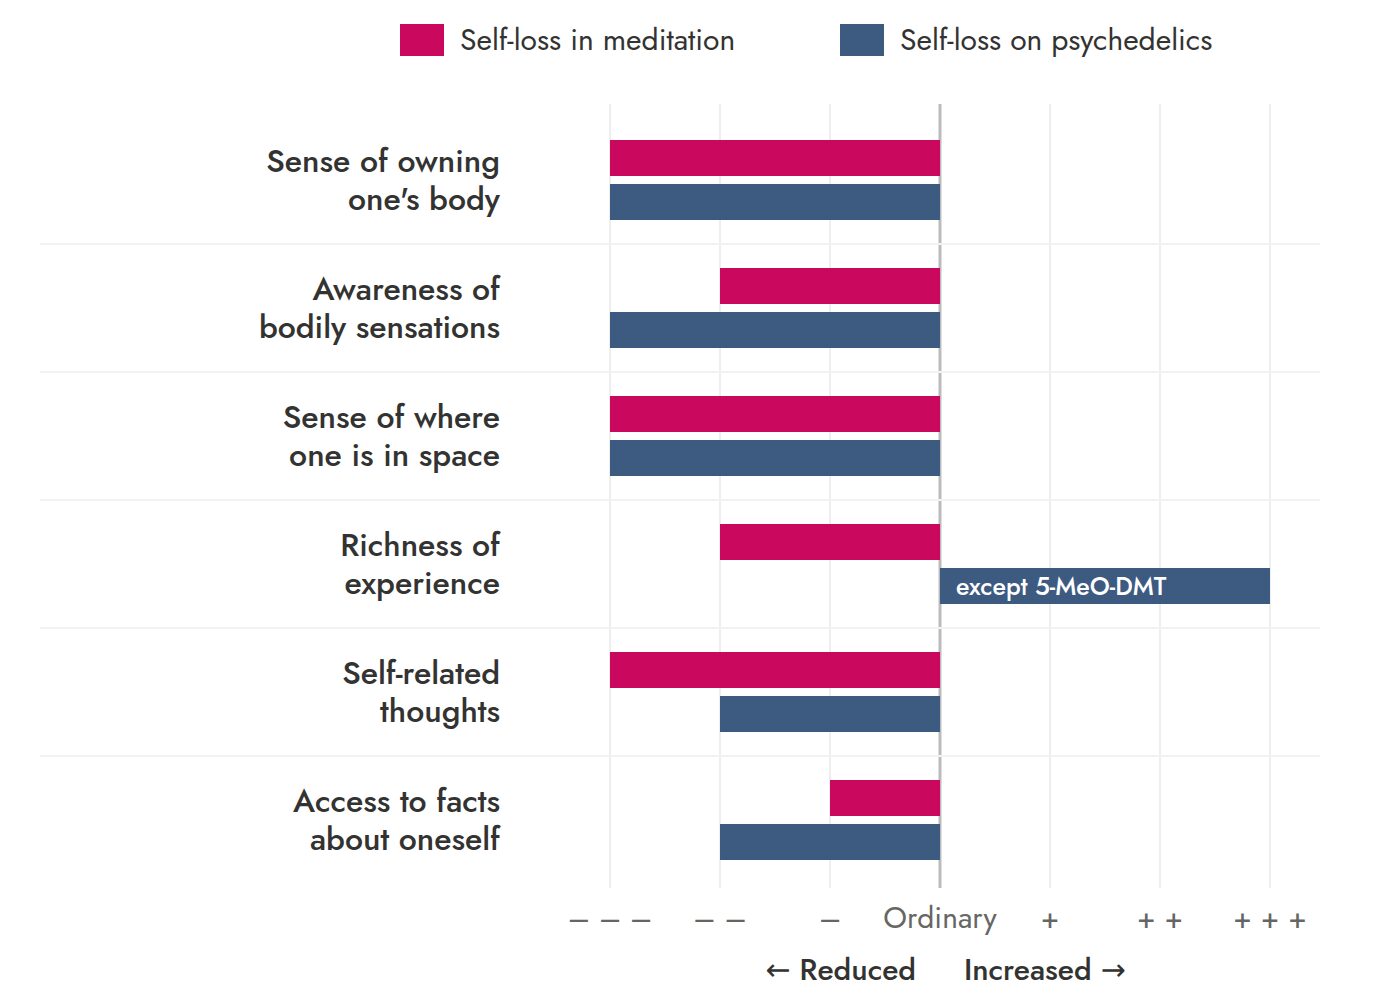 Self-loss in meditation
Self-loss on psychedelics
Sense of owning
one's body
Awareness of
bodily sensations
Sense of where
one is in space
Richness of
experience
except 5-MeO-DMT
Self-related
thoughts
Access to facts
about oneself
– – –
– –
–
Ordinary
+
+ +
+ + +
← Reduced
Increased →